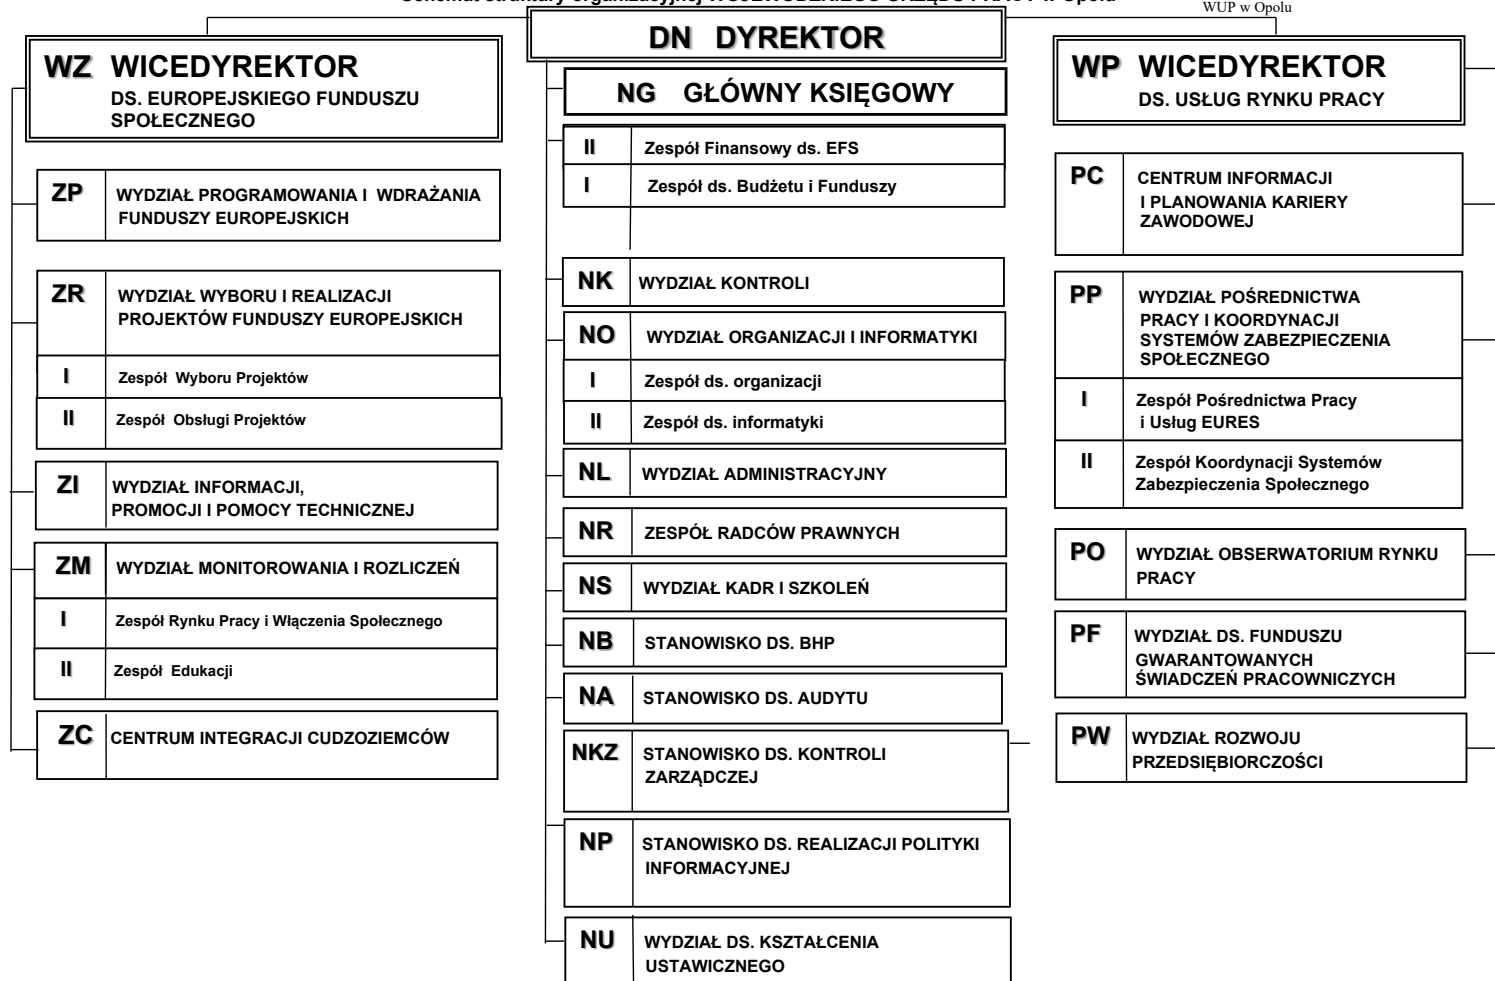 WUP w Opolu
DN DYREKTOR
WZ WICEDYREKTOR
DS. EUROPEJSKIEGO FUNDUSZU
SPOŁECZNEGO
ZP WYDZIAŁ PROGRAMOWANIA I WDRAŻANIA
FUNDUSZY EUROPEJSKICH
ZR WYDZIAŁ WYBORU I REALIZACJI
PROJEKTÓW FUNDUSZY EUROPEJSKICH
I Zespół Wyboru Projektów
II Zespół Obsługi Projektów
ZI WYDZIAŁ INFORMACJI,
PROMOCJI I POMOCY TECHNICZNEJ
ZM WYDZIAŁ MONITOROWANIA I ROZLICZEŃ
I Zespół Rynku Pracy i Włączenia Społecznego
II Zespół Edukacji
ZC CENTRUM INTEGRACJI CUDZOZIEMCÓW
NG GŁÓWNY KSIĘGOWY
II Zespół Finansowy ds. EFS
I Zespół ds. Budżetu i Funduszy
NK WYDZIAŁ KONTROLI
NO WYDZIAŁ ORGANIZACJI I INFORMATYKI
I Zespół ds. organizacji
II Zespół ds. informatyki
NL WYDZIAŁ ADMINISTRACYJNY
NR ZESPÓŁ RADCÓW PRAWNYCH
NS WYDZIAŁ KADR I SZKOLEŃ
NB STANOWISKO DS. BHP
NA STANOWISKO DS. AUDYTU
NKZ STANOWISKO DS. KONTROLI
ZARZĄDCZEJ
NP STANOWISKO DS. REALIZACJI POLITYKI
INFORMACYJNEJ
NU WYDZIAŁ DS. KSZTAŁCENIA
USTAWICZNEGO
WP WICEDYREKTOR
DS. USŁUG RYNKU PRACY
PC CENTRUM INFORMACJI
I PLANOWANIA KARIERY
ZAWODOWEJ
PP WYDZIAŁ POŚREDNICTWA
PRACY I KOORDYNACJI
SYSTEMÓW ZABEZPIECZENIA
SPOŁECZNEGO
I Zespół Pośrednictwa Pracy
i Usług EURES
II Zespół Koordynacji Systemów
Zabezpieczenia Społecznego
PO WYDZIAŁ OBSERWATORIUM RYNKU
PRACY
PF WYDZIAŁ DS. FUNDUSZU
GWARANTOWANYCH
ŚWIADCZEŃ PRACOWNICZYCH
PW WYDZIAŁ ROZWOJU
PRZEDSIĘBIORCZOŚCI